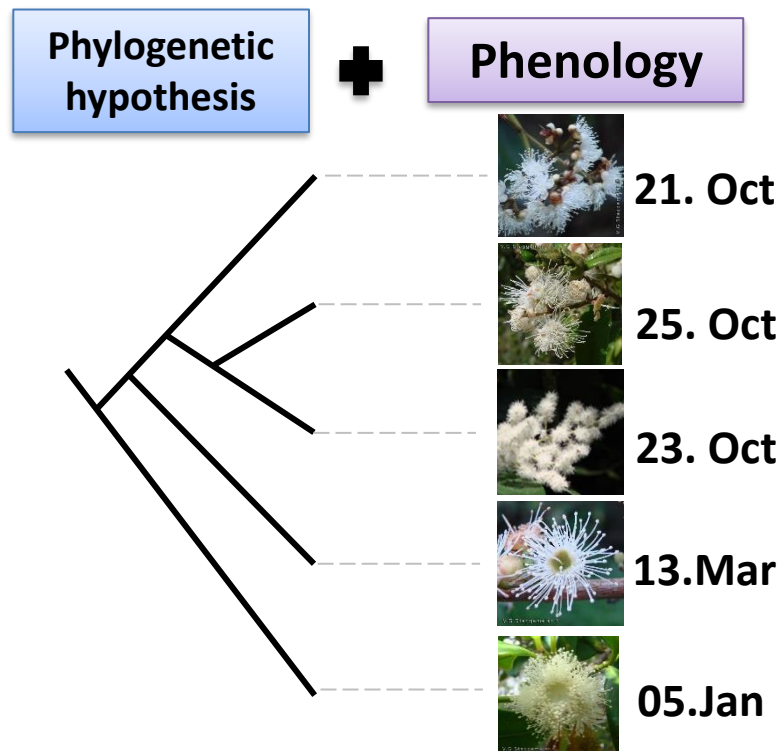 Phylogenetic
hypothesis
Phenology
21. Oct
25. Oct
23. Oct
13.Mar
05.Jan